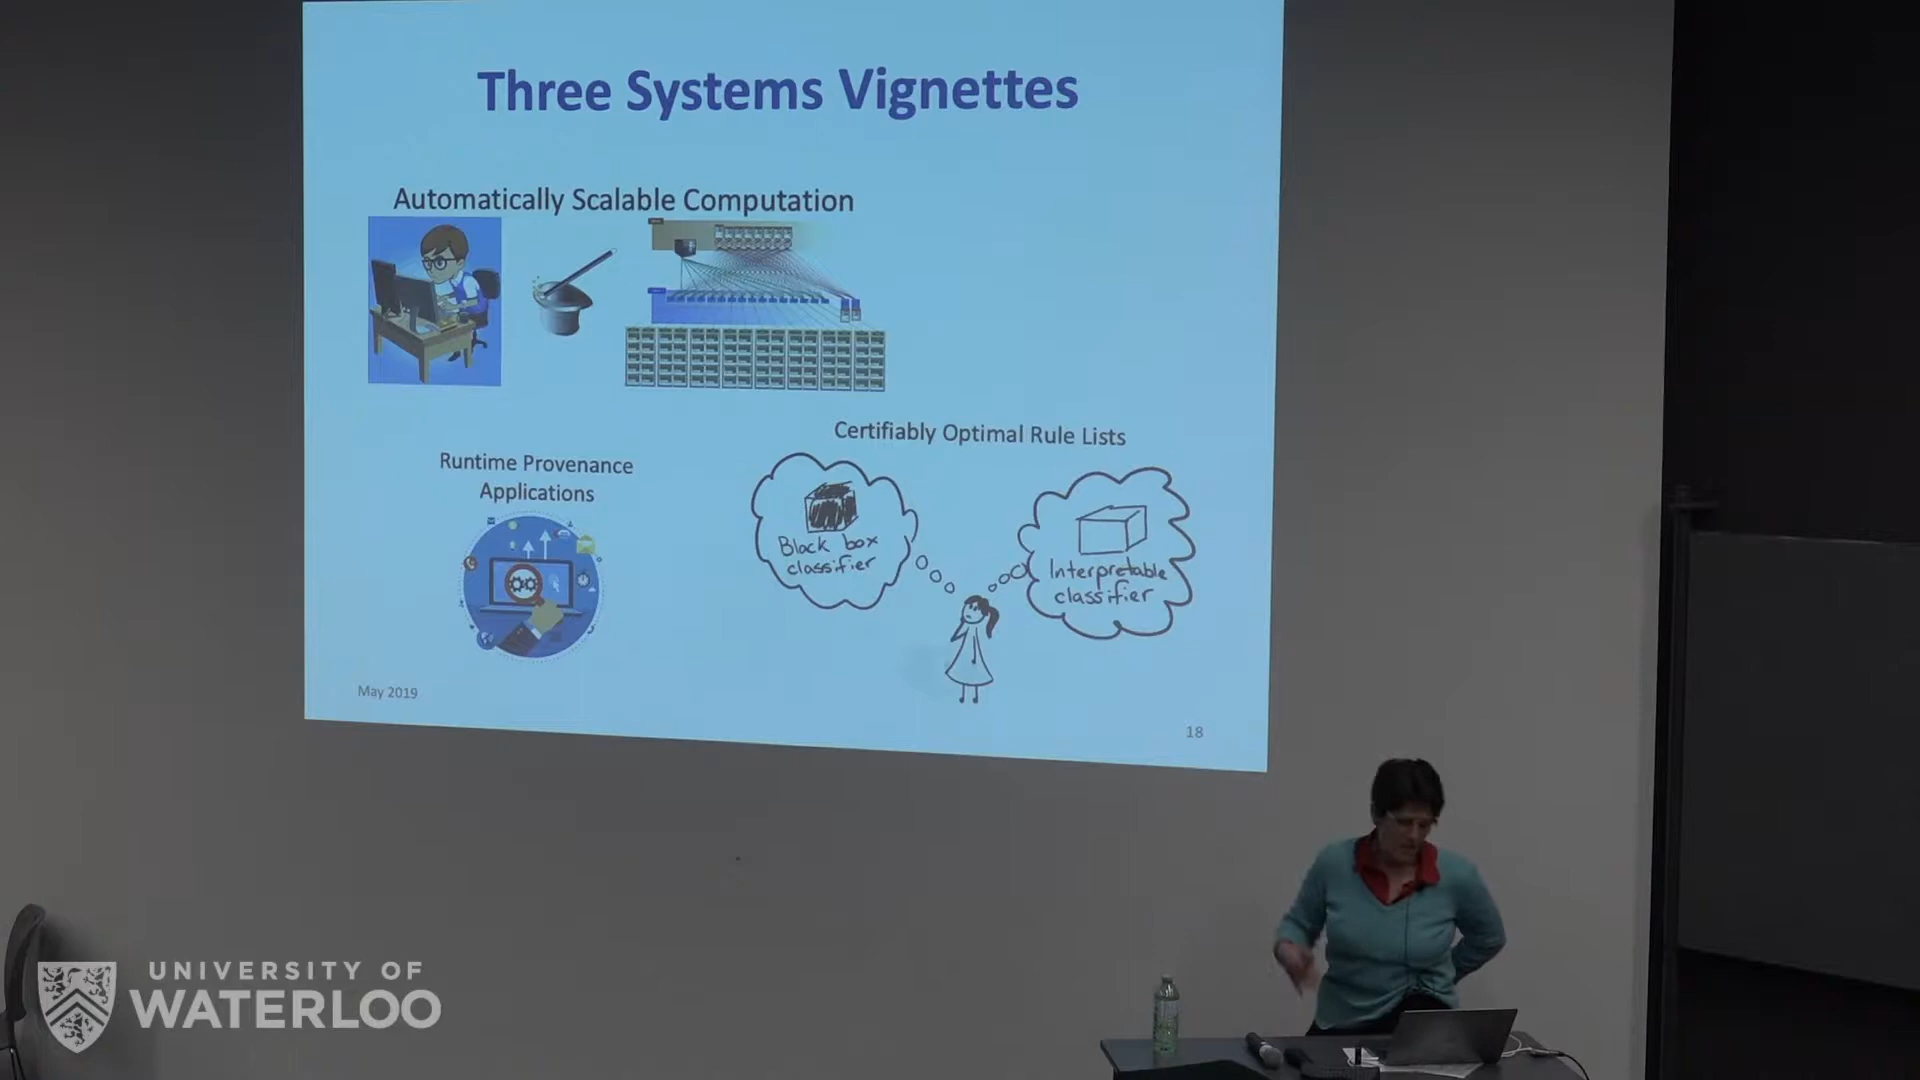 Three Systems Vignettes
Automatically Scalable Computation
Certifiably Optimal Rule Lists
Runtime Provenance
Applications
Black box
classifier
Interpretable
classifier
May 2019
18
UNIVERSITY OF
WATERLOO